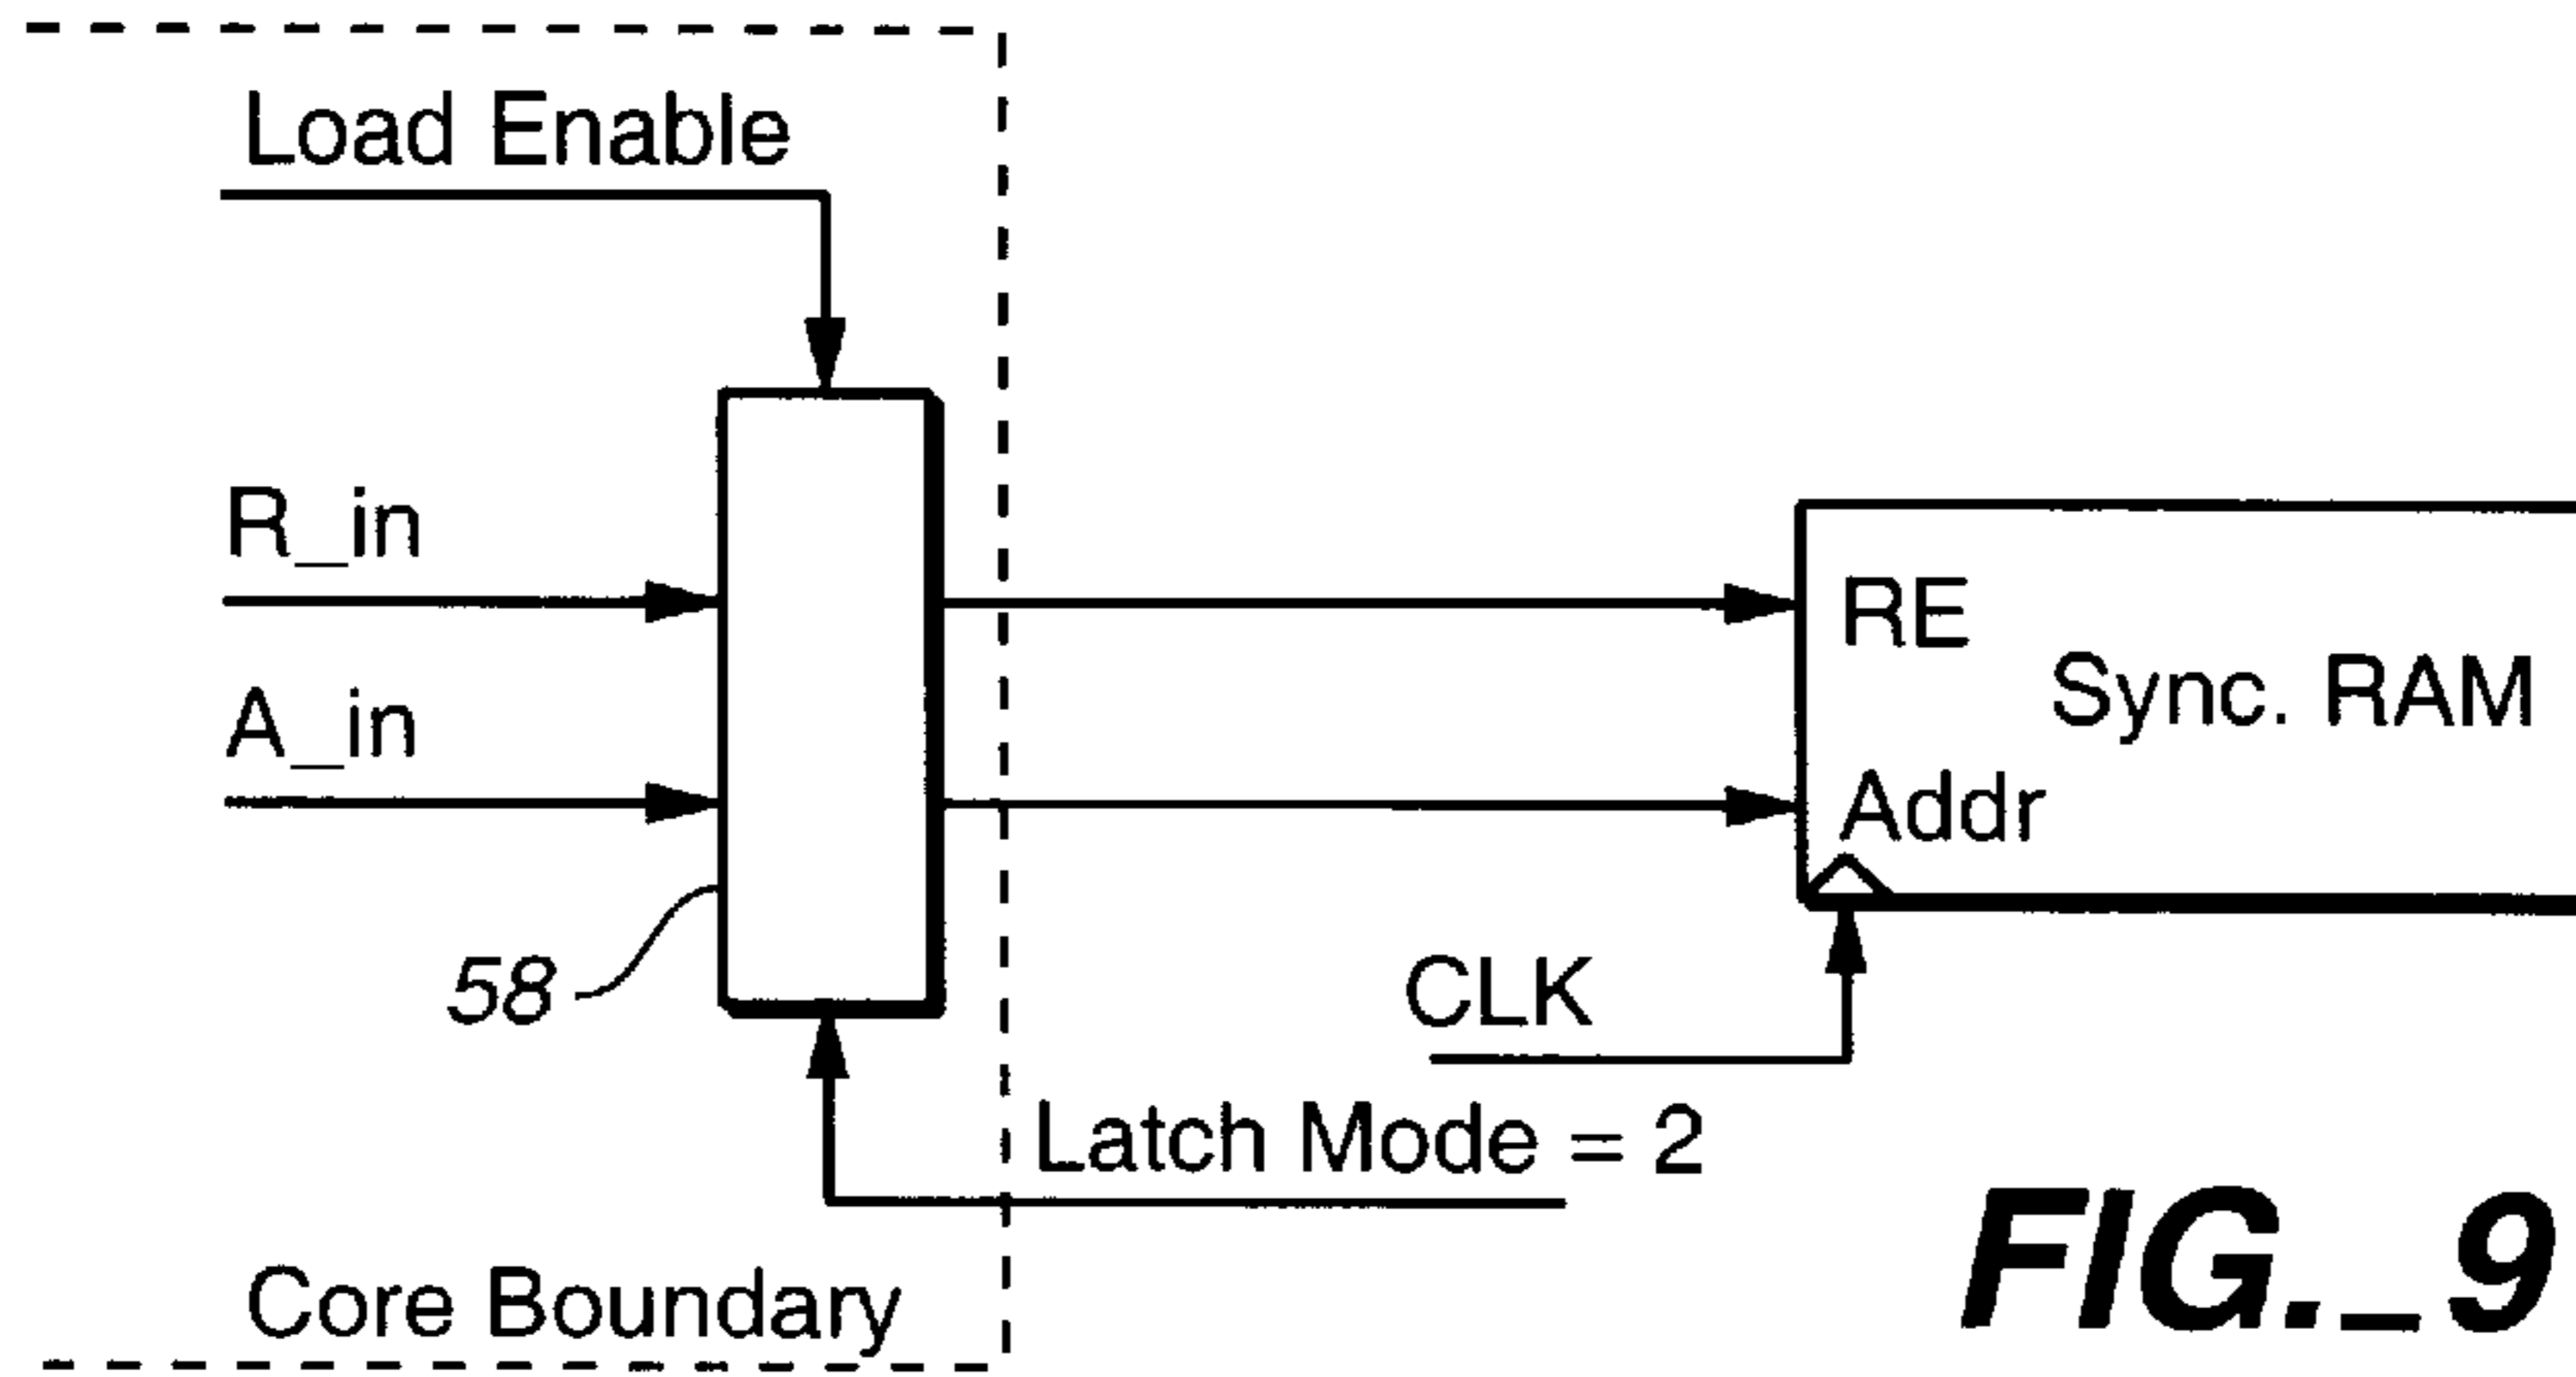 Load Enable
R_in
A_in
58
RE
Sync. RAM
Addr
CLK
Latch Mode = 2
Core Boundary
FIG._9